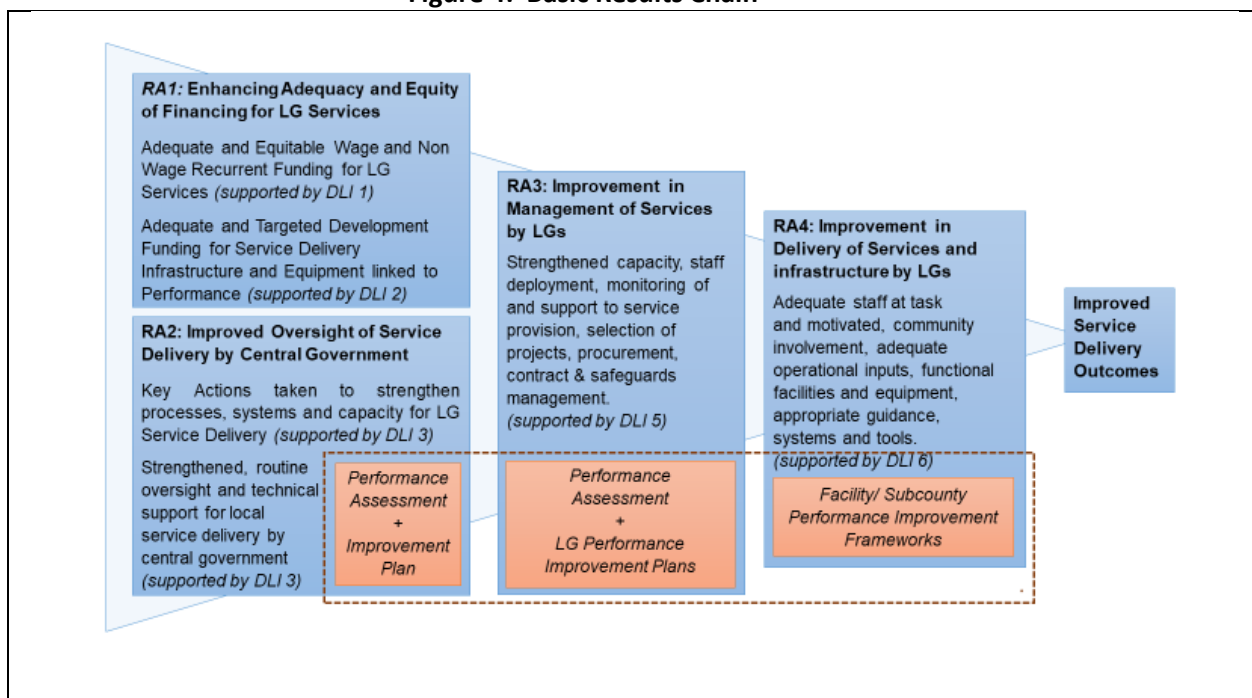 Figure 4: Basic Results Chain
RA1: Enhancing Adequacy and Equity
of Financing for LG Services
Adequate and Equitable Wage and Non
Wage Recurrent Funding for LG
Services (supported by DLI 1)
Adequate and Targeted Development
Funding for Service Delivery
Infrastructure and Equipment linked to
Performance (supported by DLI 2)
RA2: Improved Oversight of Service
Delivery by Central Government
Key Actions taken to strengthen
processes, systems and capacity for LG
Service Delivery (supported by DLI 3)
Strengthened, routine
oversight and technical
support for local
service delivery by
central government
(supported by DLI 3)
Performance
Assessment
+
Improvement
Plan
RA3: Improvement in
Management of Services
by LGs
Strengthened capacity, staff
deployment, monitoring of
and support to service
provision, selection of
projects, procurement,
contract & safeguards
management.
(supported by DLI 5)
Performance
Assessment
+
LG Performance
Improvement Plans
RA4: Improvement in
Delivery of Services and
infrastructure by LGs
Adequate staff at task
and motivated, community
involvement, adequate
operational inputs, functional
facilities and equipment,
appropriate guidance,
systems and tools.
(supported by DLI 6)
Facility/ Subcounty
Performance Improvement
Frameworks
Improved
Service
Delivery
Outcomes